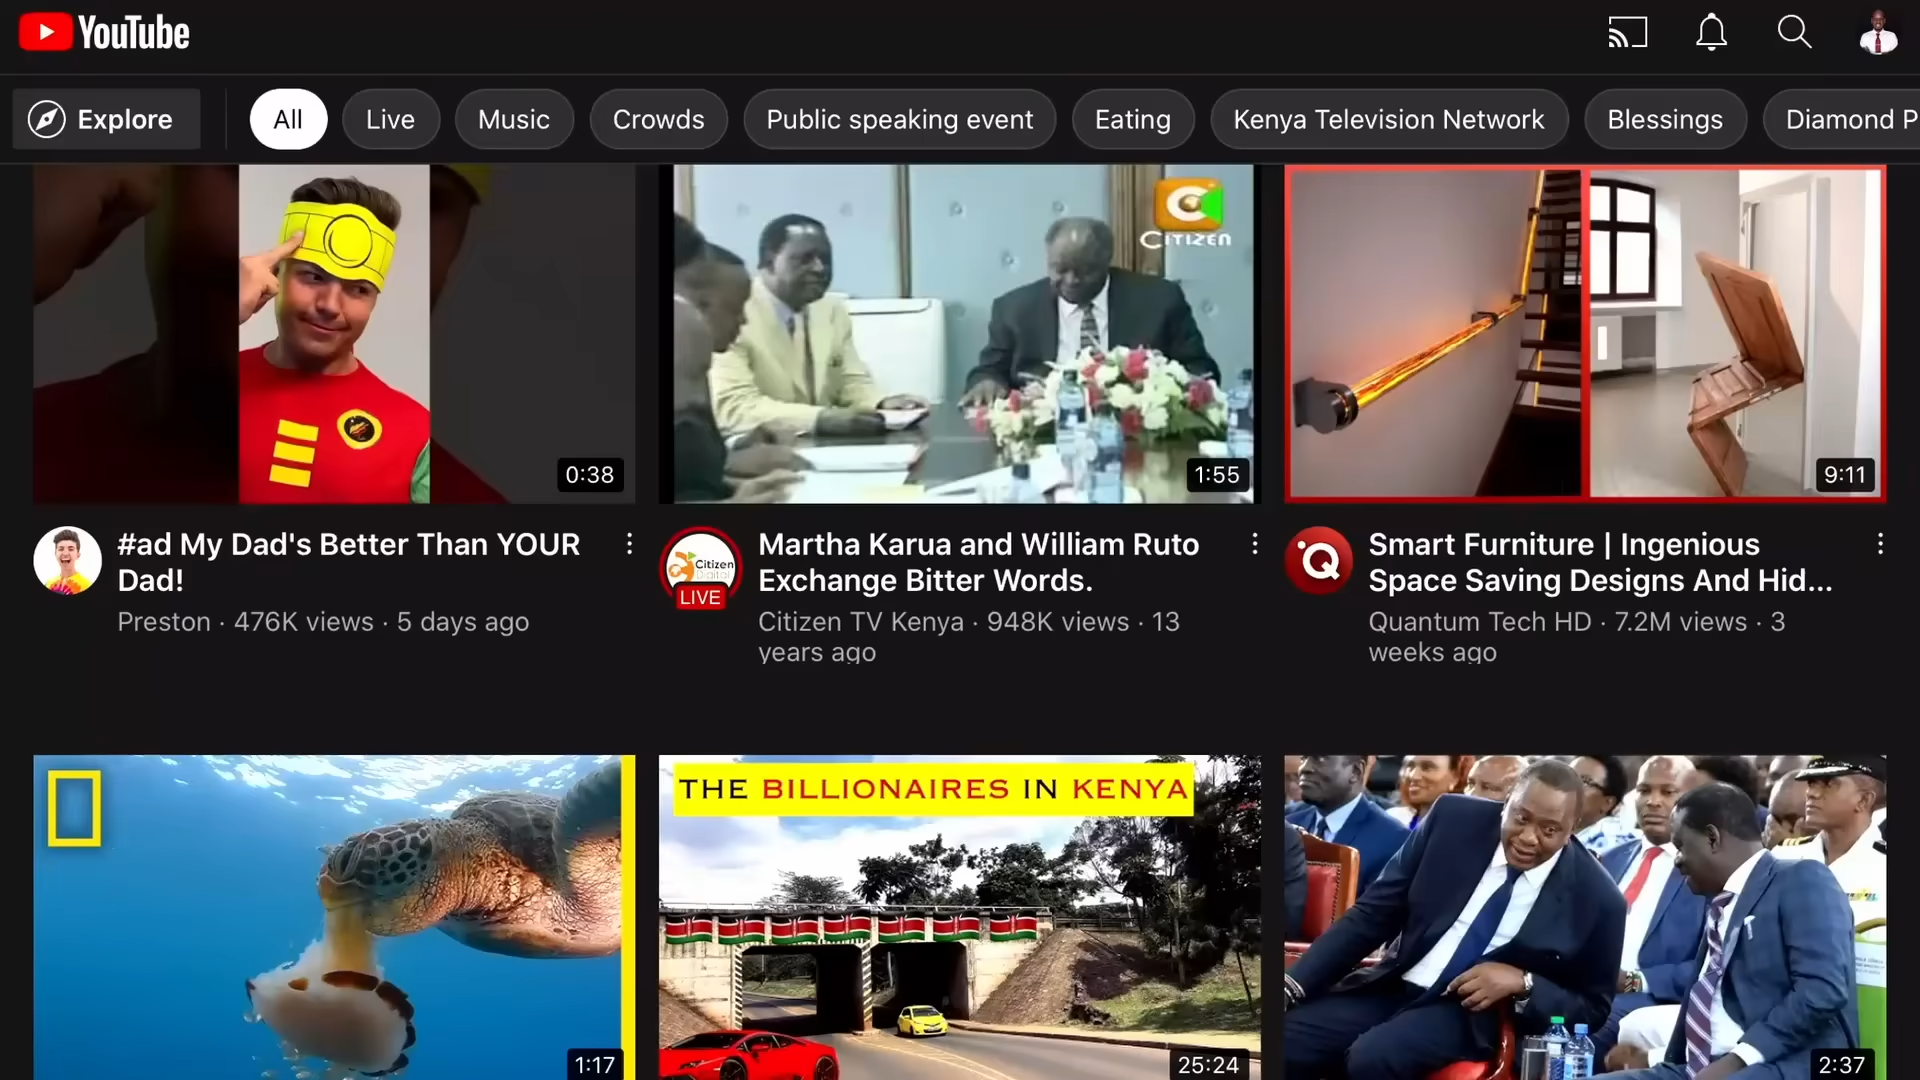 YouTube
Explore
All
Live
Music
Crowds
Public speaking event
Eating
Kenya Television Network
Blessings
Diamond P
CITIZEN
0:38
1:55
9:11
#ad My Dad's Better Than YOUR
Dad!
Preston · 476K views · 5 days ago
Citizen
Digital
LIVE
Martha Karua and William Ruto
Exchange Bitter Words.
Citizen TV Kenya · 948K views · 13
years ago
Q
Smart Furniture | Ingenious
Space Saving Designs And Hid...
Quantum Tech HD · 7.2M views · 3
weeks ago
THE BILLIONAIRES IN KENYA
1:17
25:24
2:37